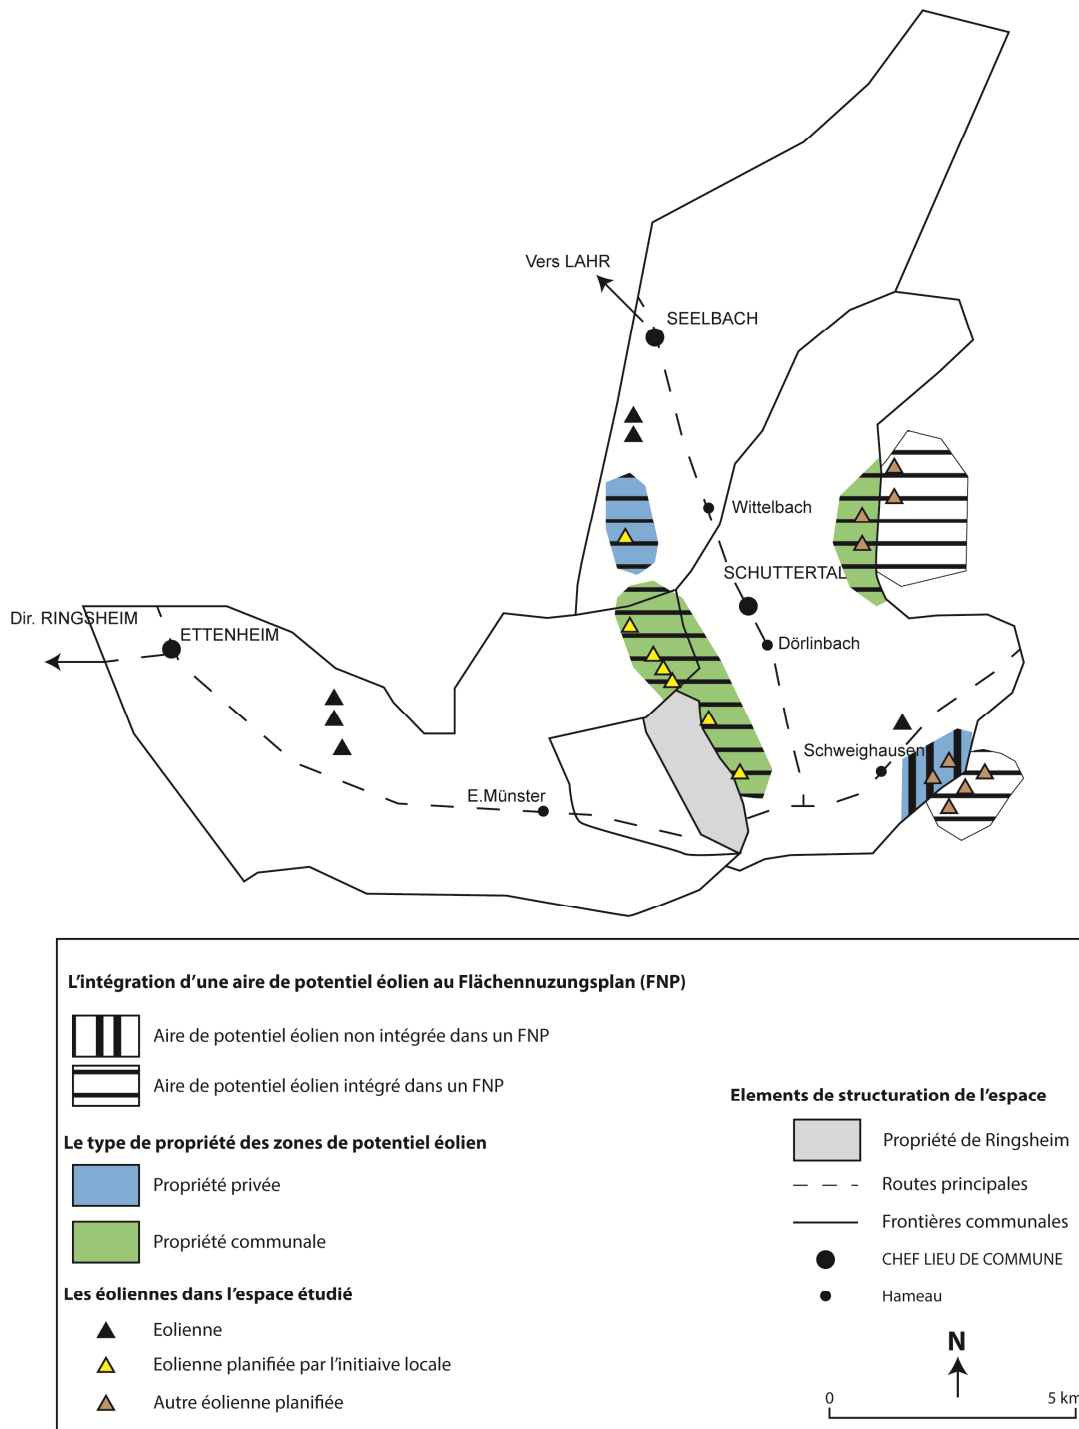 Vers LAHR
SEELBACH
Wittelbach
SCHUTTERTAL
Dir. RINGSHEIM
ETTENHEIM
Dörlinbach
Schweighausen
E.Münster
L’intégration d’une aire de potentiel éolien au Flächennuzungsplan (FNP)
Aire de potentiel éolien non intégrée dans un FNP
Aire de potentiel éolien intégré dans un FNP
Le type de propriété des zones de potentiel éolien
Propriété privée
Propriété communale
Les éoliennes dans l’espace étudié
Eolienne
Eolienne planifiée par l’initiaive locale
Autre éolienne planifiée
Elements de structuration de l’espace
Propriété de Ringsheim
Routes principales
Frontières communales
CHEF LIEU DE COMMUNE
Hameau
N
0 5 km